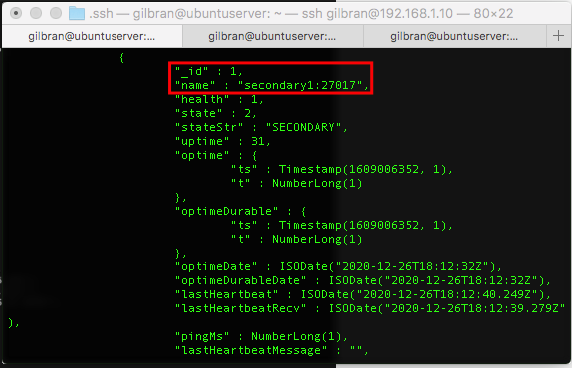 .ssh — gilbran@ubuntuserver: ~ — ssh gilbran@192.168.1.10 — 80×22
gilbran@ubuntuserver:... gilbran@ubuntuserver:... gilbran@ubuntuserver:... +
{
"_id" : 1,
"name" : "secondary1:27017",
"health" : 1,
"state" : 2,
"stateStr" : "SECONDARY",
"uptime" : 31,
"optime" : {
"ts" : Timestamp(1609006352, 1),
"t" : NumberLong(1)
},
"optimeDurable" : {
"ts" : Timestamp(1609006352, 1),
"t" : NumberLong(1)
},
"optimeDate" : ISODate("2020-12-26T18:12:32Z"),
"optimeDurableDate" : ISODate("2020-12-26T18:12:32Z"),
"lastHeartbeat" : ISODate("2020-12-26T18:12:40.249Z"),
"lastHeartbeatRecv" : ISODate("2020-12-26T18:12:39.279Z"
),
"pingMs" : NumberLong(1),
"lastHeartbeatMessage" : "",